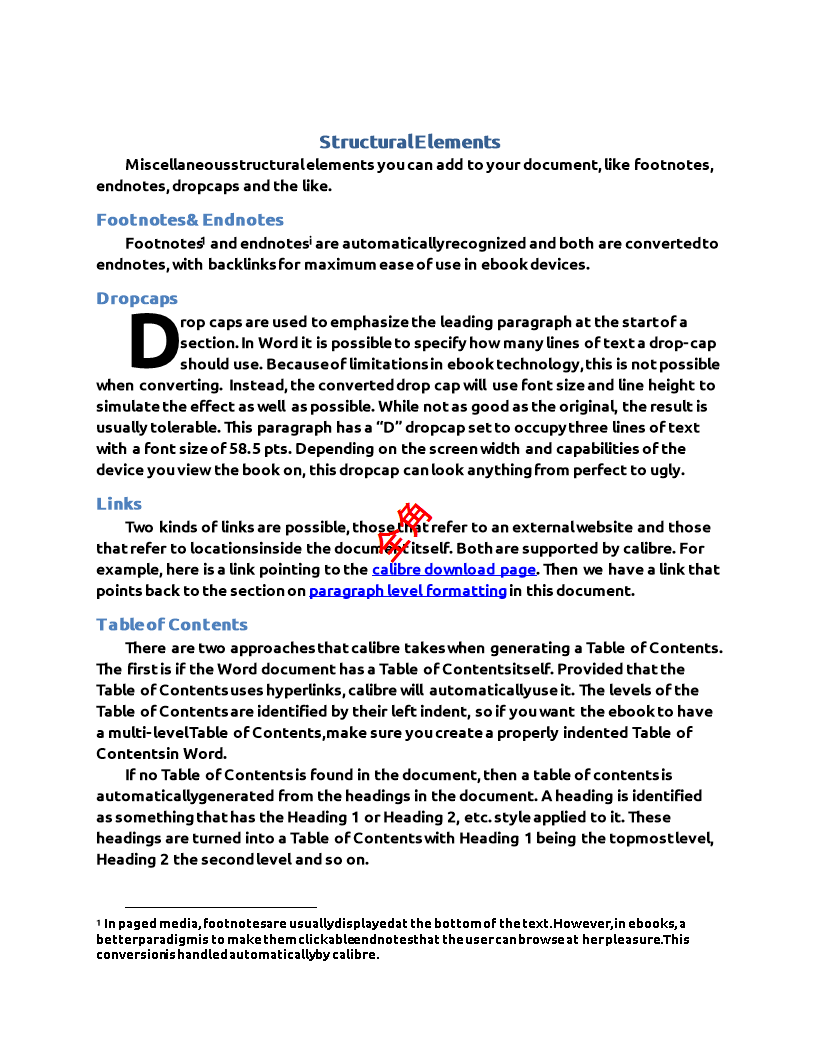 Structural Elements
Miscellaneous structural elements you can add to your document, like footnotes,
endnotes, dropcaps and the like.
Footnotes & Endnotes
Footnotes1 and endnotesi are automatically recognized and both are converted to
endnotes, with backlinks for maximum ease of use in ebook devices.
Dropcaps
Drop caps are used to emphasize the leading paragraph at the start of a
section. In Word it is possible to specify how many lines of text a drop-cap
should use. Because of limitations in ebook technology, this is not possible
when converting. Instead, the converted drop cap will use font size and line height to
simulate the effect as well as possible. While not as good as the original, the result is
usually tolerable. This paragraph has a “D” dropcap set to occupy three lines of text
with a font size of 58.5 pts. Depending on the screen width and capabilities of the
device you view the book on, this dropcap can look anything from perfect to ugly.
Links
Two kinds of links are possible, those that refer to an external website and those
that refer to locations inside the document itself. Both are supported by calibre. For
example, here is a link pointing to the calibre download page. Then we have a link that
points back to the section on paragraph level formatting in this document.
全角
Table of Contents
There are two approaches that calibre takes when generating a Table of Contents.
The first is if the Word document has a Table of Contents itself. Provided that the
Table of Contents uses hyperlinks, calibre will automatically use it. The levels of the
Table of Contents are identified by their left indent, so if you want the ebook to have
a multi-level Table of Contents, make sure you create a properly indented Table of
Contents in Word.
If no Table of Contents is found in the document, then a table of contents is
automatically generated from the headings in the document. A heading is identified
as something that has the Heading 1 or Heading 2, etc. style applied to it. These
headings are turned into a Table of Contents with Heading 1 being the topmost level,
Heading 2 the second level and so on.
1 In paged media, footnotes are usually displayed at the bottom of the text. However, in ebooks, a
better paradigm is to make them clickable endnotes that the user can browse at her pleasure. This
conversion is handled automatically by calibre.